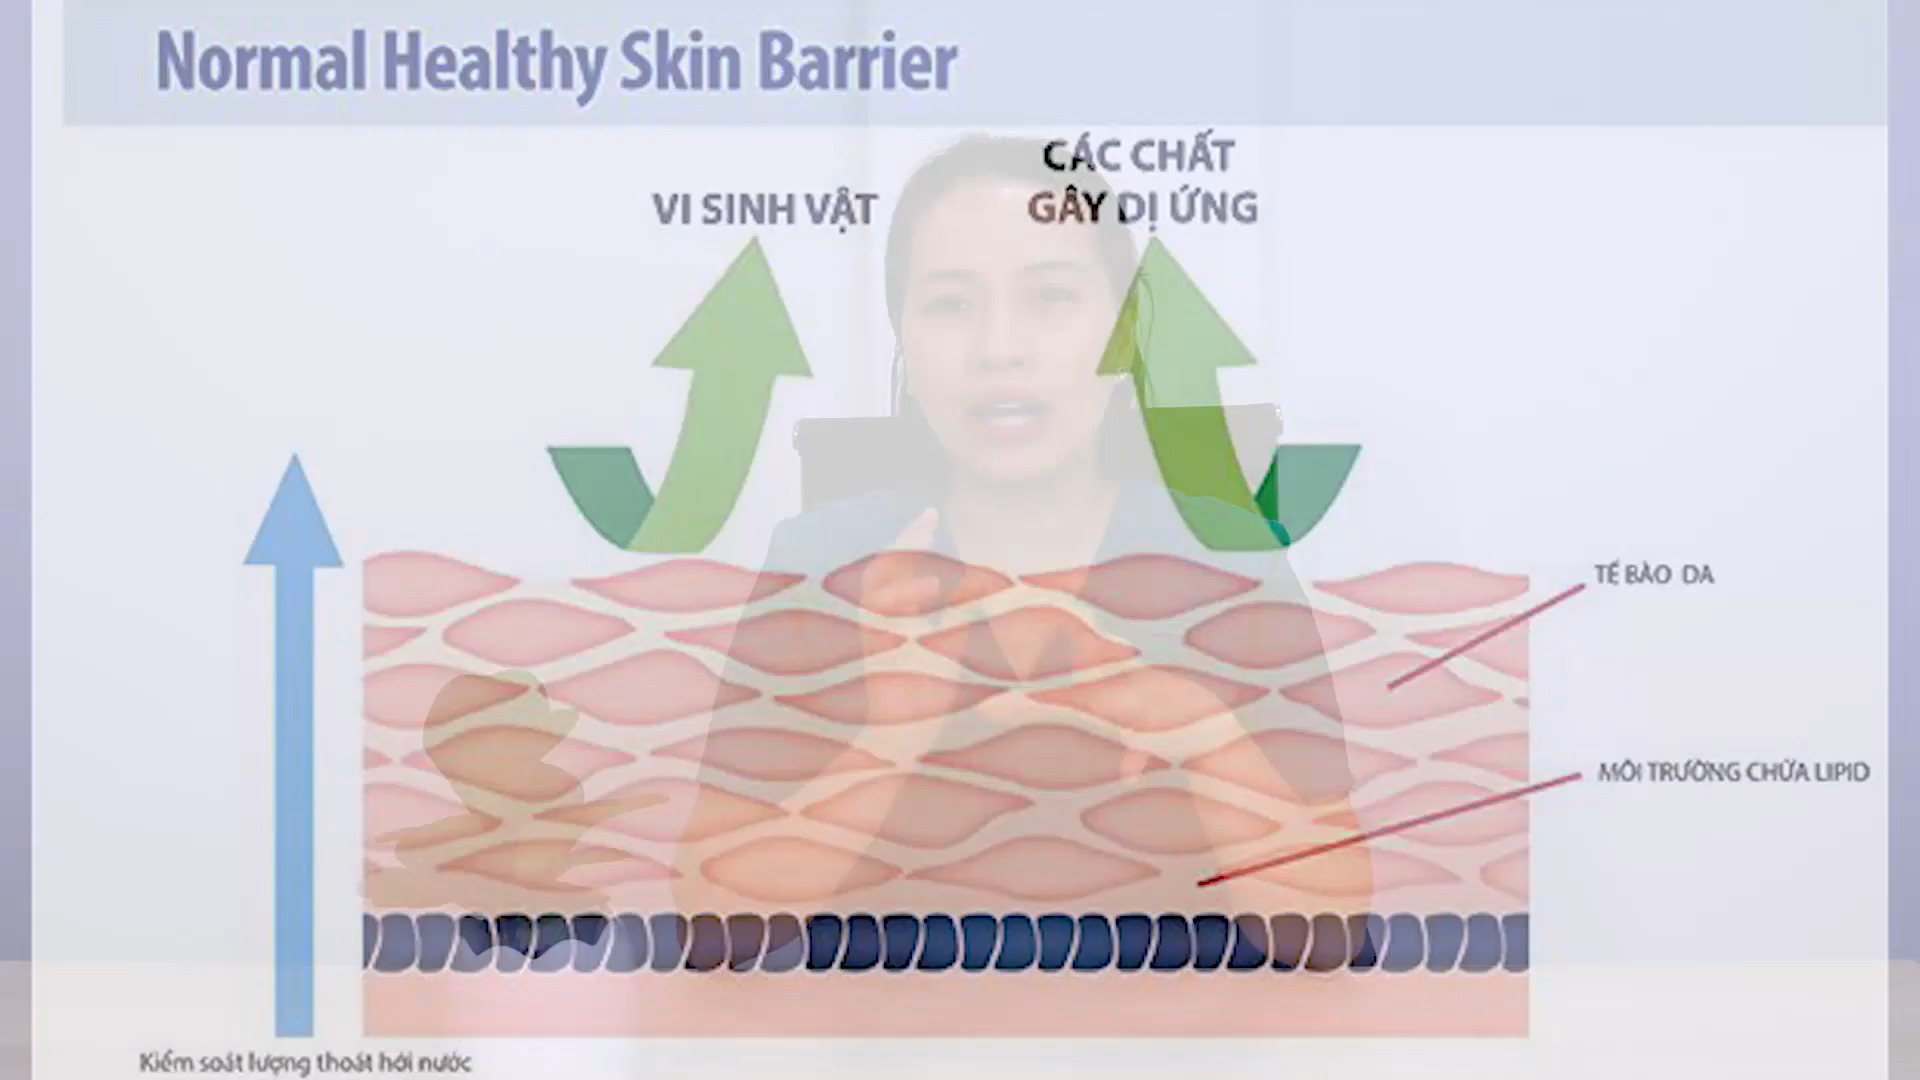 Normal Healthy Skin Barrier
VI SINH VẬT
CÁC CHẤT
GÂY DỊ ỨNG
TẾ BÀO DA
MÔI TRƯỜNG CHỨA LIPID
Kiểm soát lượng thoát hơi nước